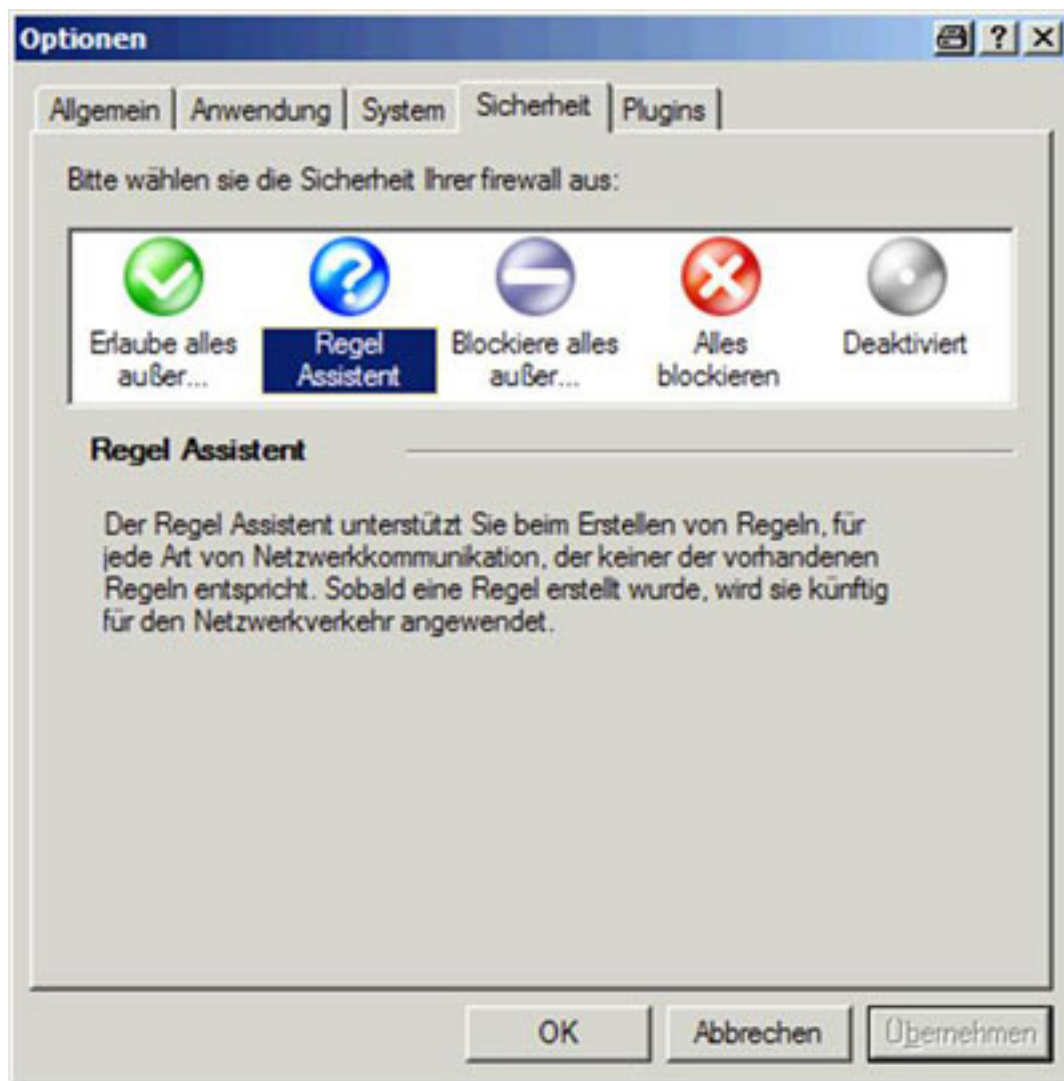 Optionen
Allgemein Anwendung System Sicherheit Plugins
Bitte wählen sie die Sicherheit Ihrer firewall aus:
Erlaube alles außer...
Regel Assistent
Blockiere alles außer...
Alles blockieren
Deaktiviert
Regel Assistent
Der Regel Assistent unterstützt Sie beim Erstellen von Regeln, für
jede Art von Netzwerkkommunikation, der keiner der vorhandenen
Regeln entspricht. Sobald eine Regel erstellt wurde, wird sie künftig
für den Netzwerkverkehr angewendet.
OK Abbrechen Übernehmen